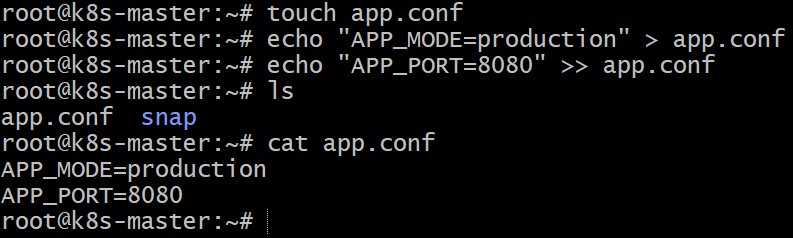 root@k8s-master:~# touch app.conf
root@k8s-master:~# echo "APP_MODE=production" > app.conf
root@k8s-master:~# echo "APP_PORT=8080" >> app.conf
root@k8s-master:~# ls
app.conf  snap
root@k8s-master:~# cat app.conf
APP_MODE=production
APP_PORT=8080
root@k8s-master:~#